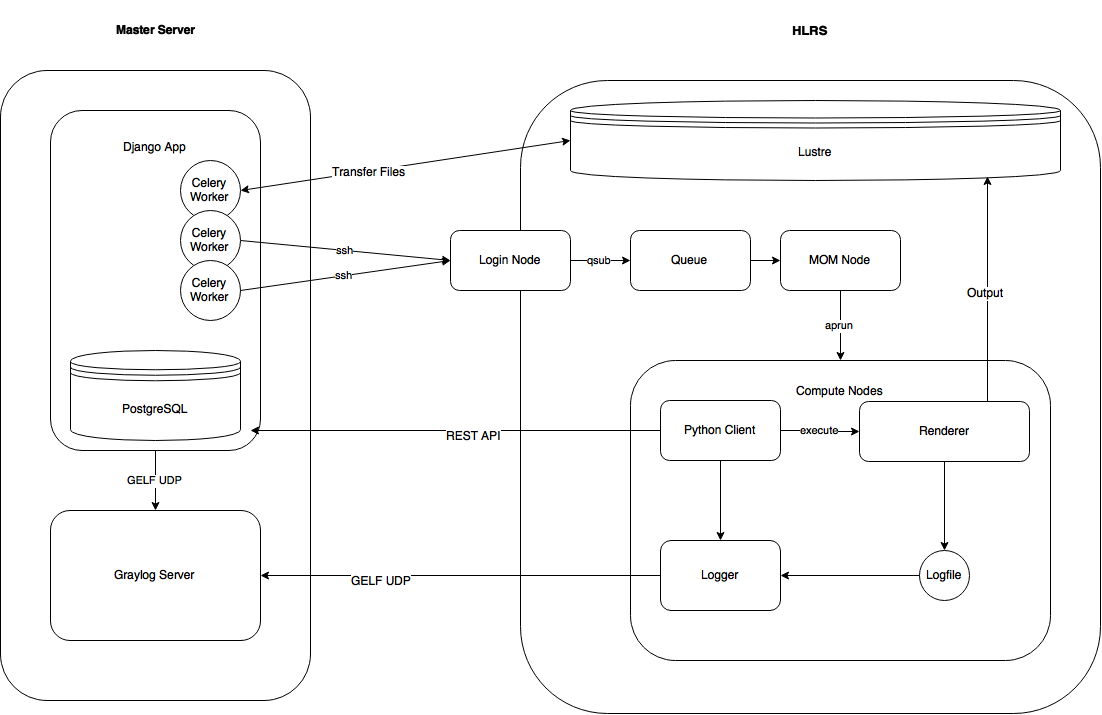 Master Server
HLRS
Django App
Celery
Worker
Celery
Worker
Celery
Worker
Transfer Files
Lustre
ssh
ssh
Login Node
qsub
Queue
MOM Node
Output
aprun
PostgreSQL
Compute Nodes
REST API
Python Client
execute
Renderer
GELF UDP
Graylog Server
GELF UDP
Logger
Logfile